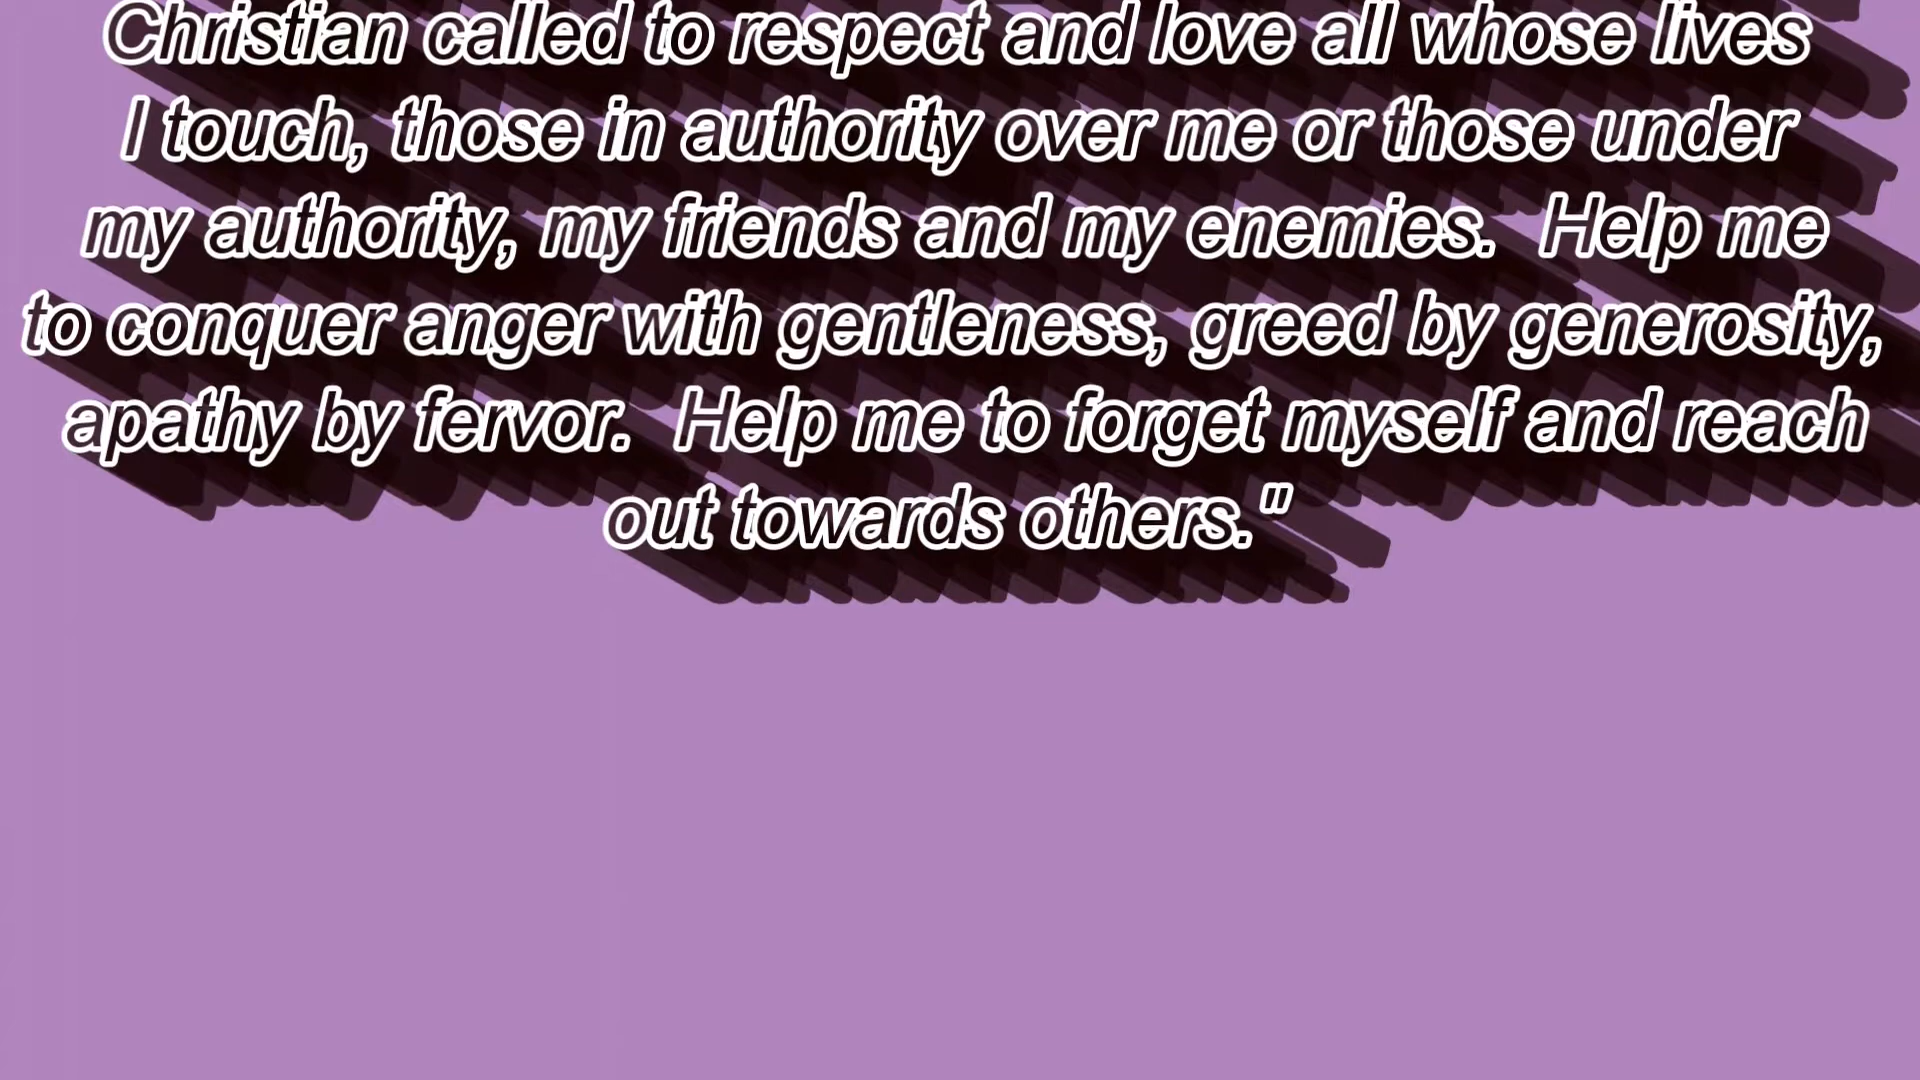 Christian called to respect and love all whose lives
I touch, those in authority over me or those under
my authority, my friends and my enemies.  Help me
to conquer anger with gentleness, greed by generosity,
apathy by fervor.  Help me to forget myself and reach
out towards others."